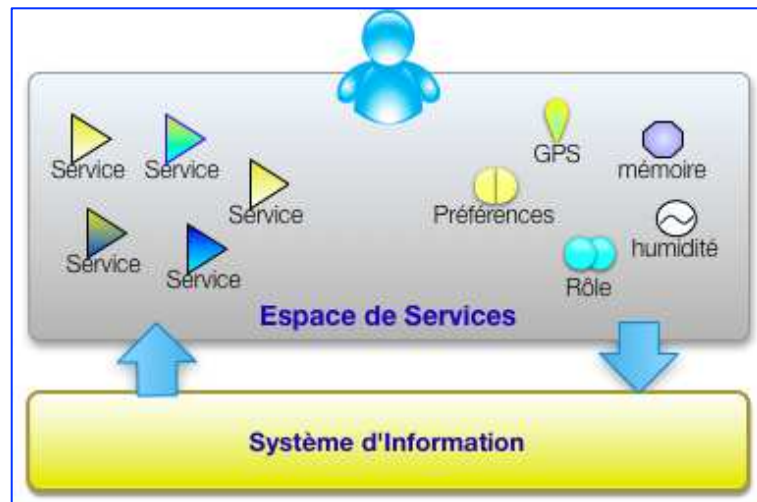 Service
Service
Service
Service
Service
GPS
mémoire
Préférences
humidité
Rôle
Espace de Services
Système d'Information